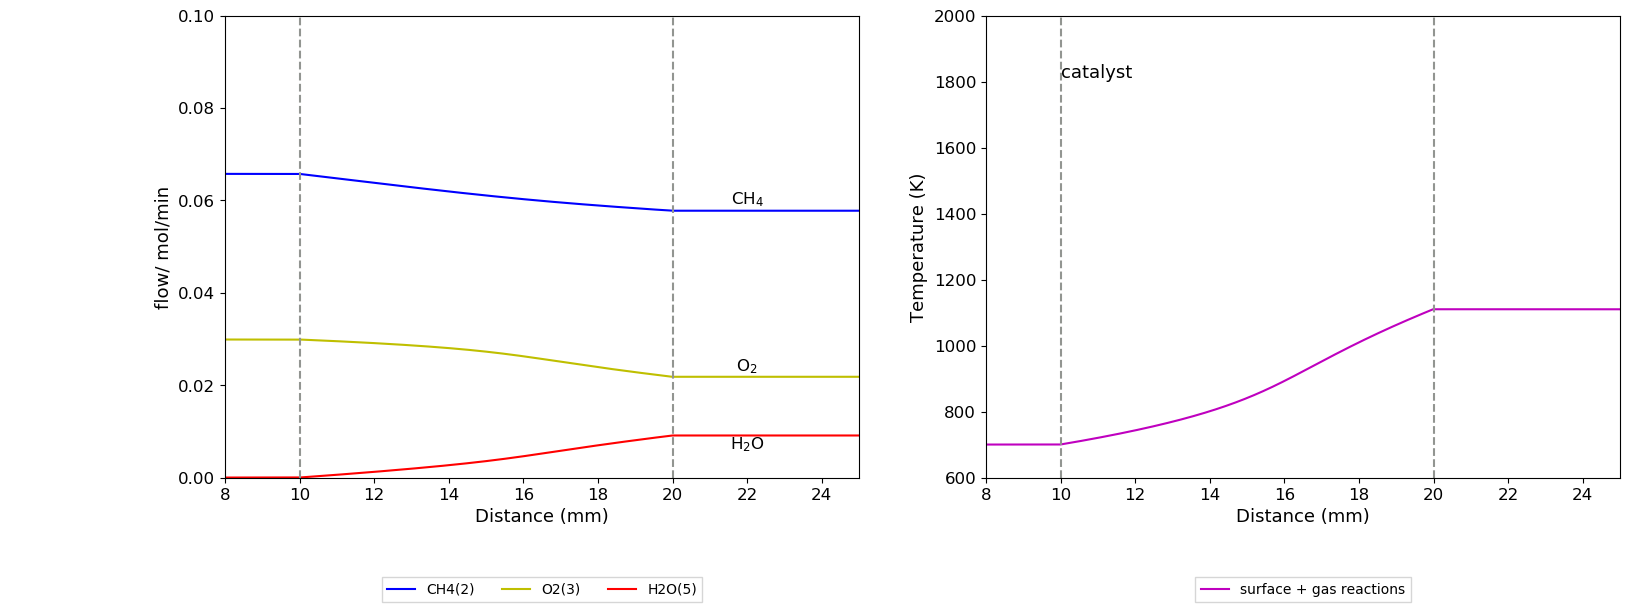 0.10
0.08
0.06
0.04
0.02
0.00
flow/ mol/min
CH₄
O₂
H₂O
8 10 12 14 16 18 20 22 24
Distance (mm)
CH4(2) O2(3) H2O(5)
2000
1800
1600
1400
1200
1000
800
600
Temperature (K)
catalyst
8 10 12 14 16 18 20 22 24
Distance (mm)
surface + gas reactions